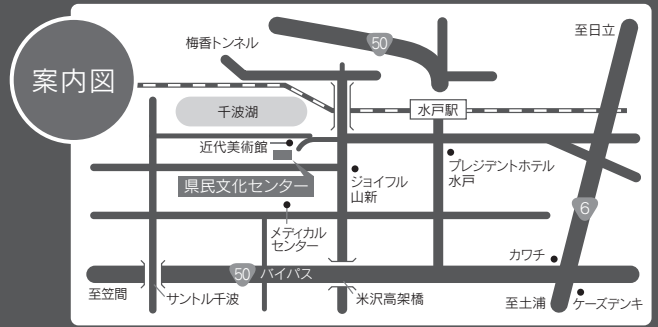 案内図
梅香トンネル
50
至日立
千波湖
水戸駅
近代美術館
県民文化センター
ジョイフル
山新
プレジデントホテル
水戸
6
メディカル
センター
カワチ
50
バイパス
至笠間
サントル千波
米沢高架橋
至土浦
ケーズデンキ